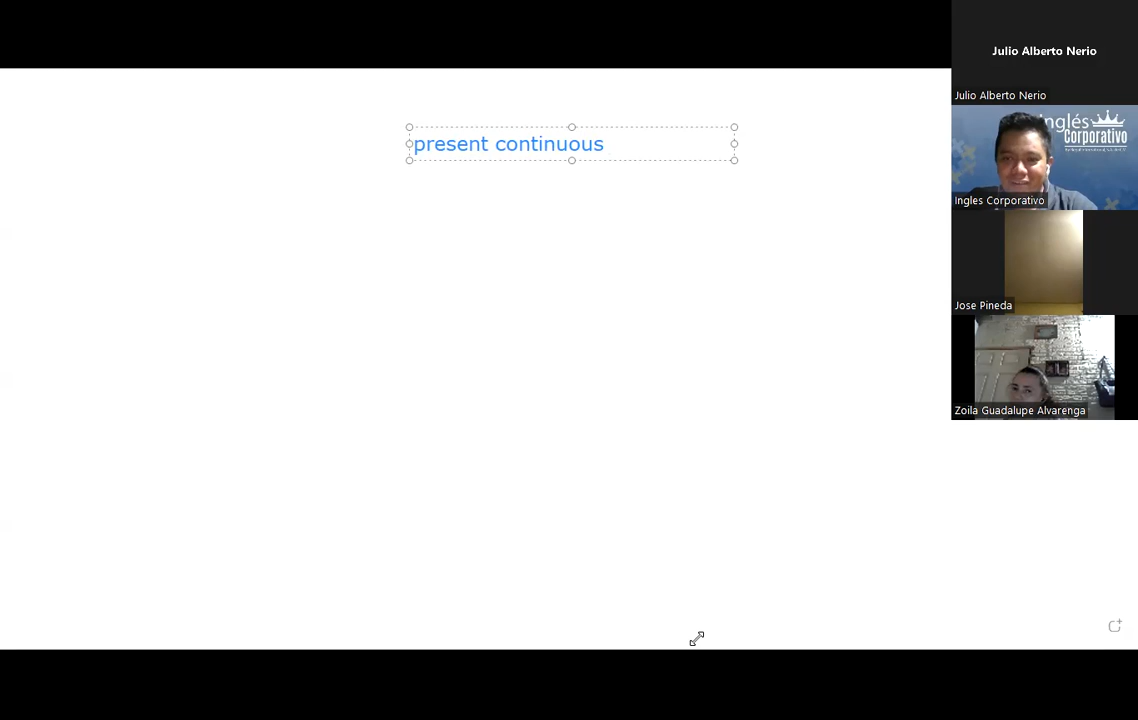 Julio Alberto Nerio
Julio Alberto Nerio
present continuous
Inglés
Corporativo
Ingles Corporativo
Jose Pineda
Zoila Guadalupe Alvarenga